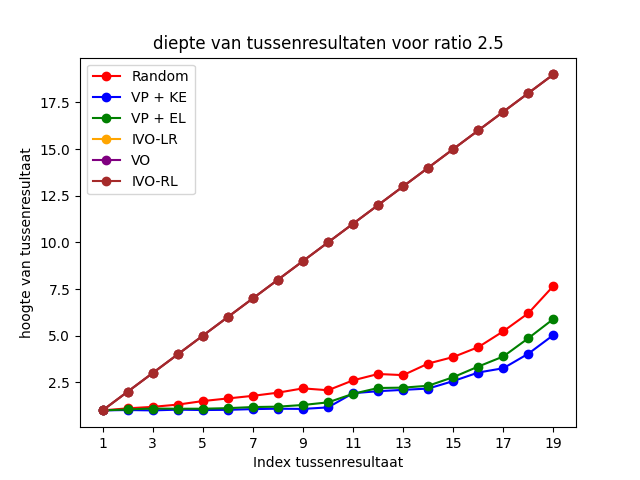 diepte van tussenresultaten voor ratio 2.5
Random
VP + KE
VP + EL
IVO-LR
VO
IVO-RL
hoogte van tussenresultaat
17.5
15.0
12.5
10.0
7.5
5.0
2.5
1 3 5 7 9 11 13 15 17 19
Index tussenresultaat